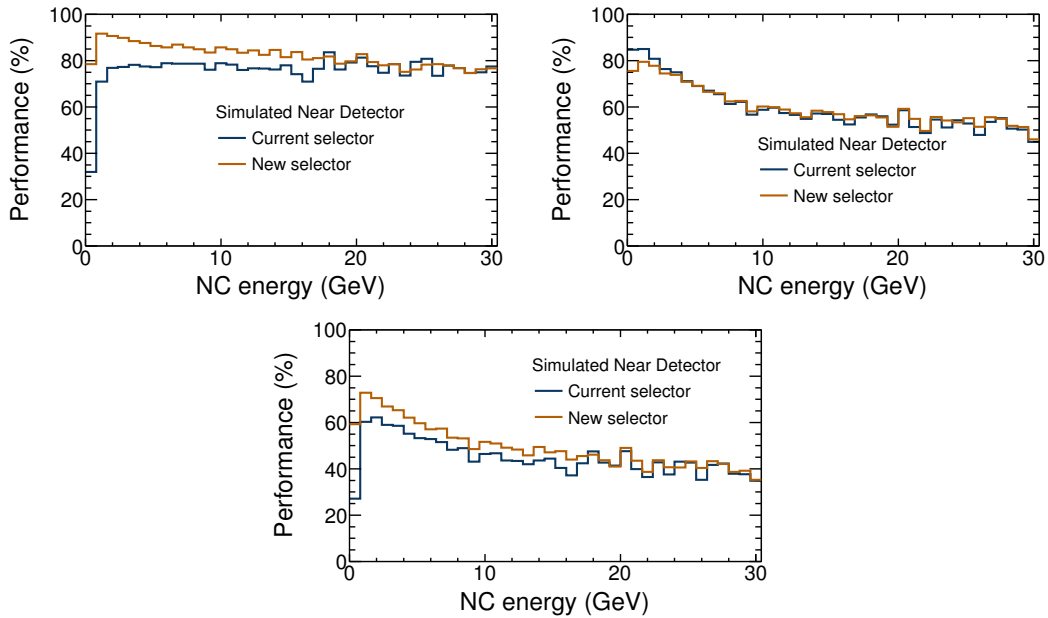 Performance (%)
100
80
60
40
20
0
Simulated Near Detector
Current selector
New selector
0
10
20
30
NC energy (GeV)
Performance (%)
100
80
60
40
20
0
Simulated Near Detector
Current selector
New selector
0
10
20
30
NC energy (GeV)
Performance (%)
100
80
60
40
20
0
Simulated Near Detector
Current selector
New selector
0
10
20
30
NC energy (GeV)